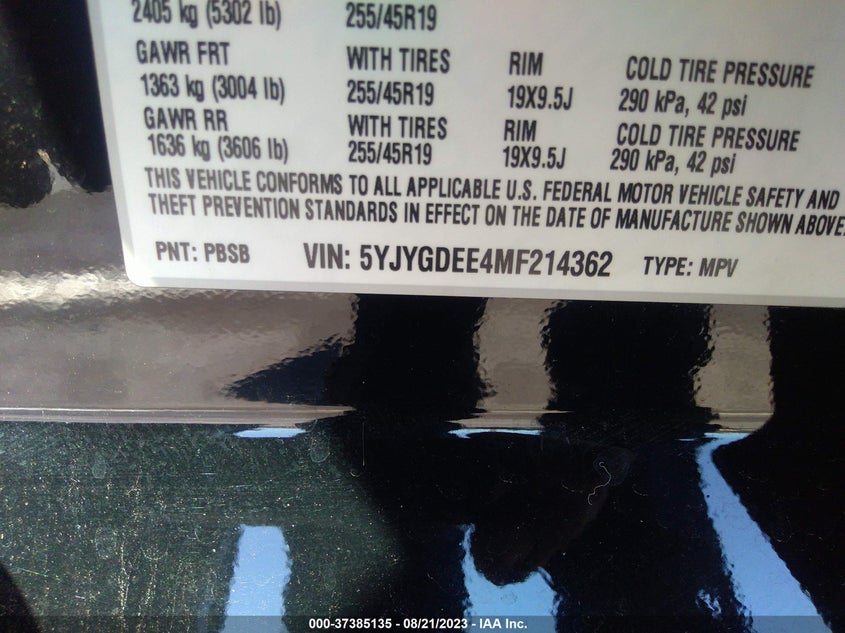 2405 kg (5302 lb) 255/45R19
GAWR FRT WITH TIRES RIM COLD TIRE PRESSURE
1363 kg (3004 lb) 255/45R19 19X9.5J 290 kPa, 42 psi
GAWR RR WITH TIRES RIM COLD TIRE PRESSURE
1636 kg (3606 lb) 255/45R19 19X9.5J 290 kPa, 42 psi
THIS VEHICLE CONFORMS TO ALL APPLICABLE U.S. FEDERAL MOTOR VEHICLE SAFETY AND
THEFT PREVENTION STANDARDS IN EFFECT ON THE DATE OF MANUFACTURE SHOWN ABOVE.
PNT: PBSB VIN: 5YJYGDEE4MF214362 TYPE: MPV
000-37385135 - 08/21/2023 - IAA Inc.